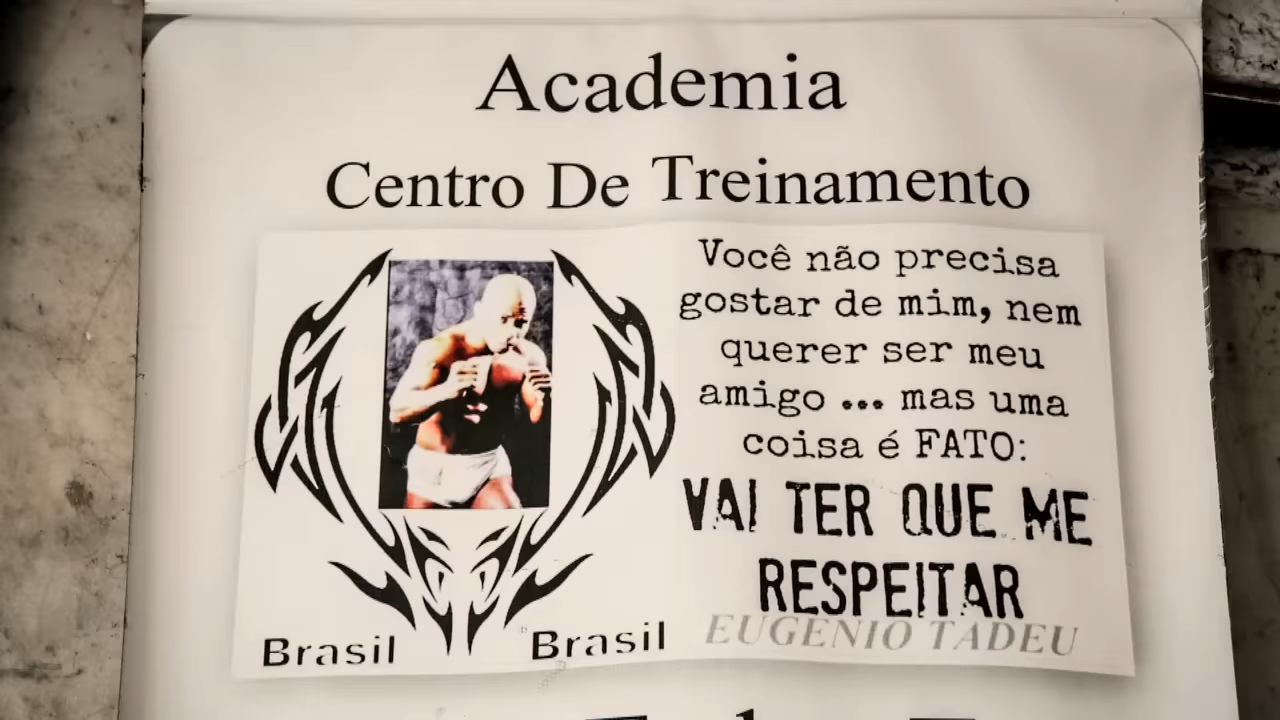 Academia
Centro De Treinamento
Você não precisa
gostar de mim, nem
querer ser meu
amigo ... mas uma
coisa é FATO:
VAI TER QUE ME
RESPEITAR
EUGENIO TADEU
Brasil Brasil